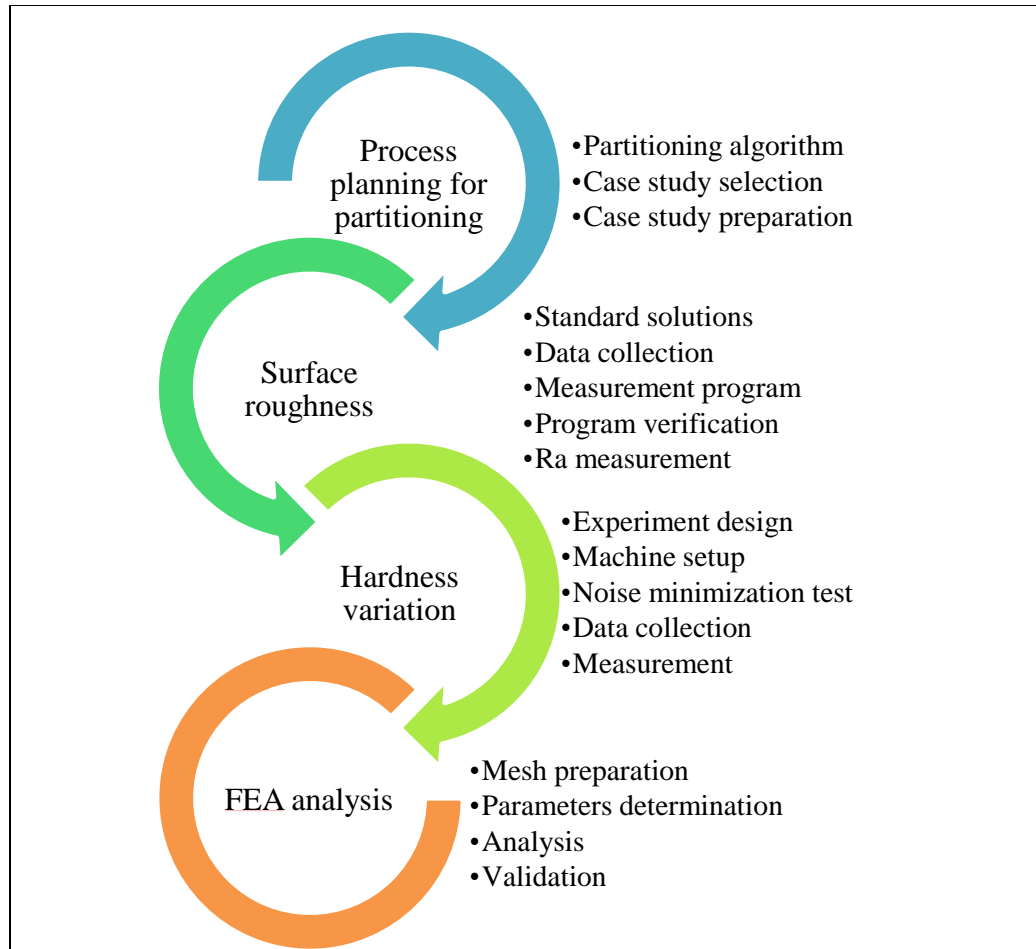 Process
planning for
partitioning
•Partitioning algorithm
•Case study selection
•Case study preparation
Surface
roughness
•Standard solutions
•Data collection
•Measurement program
•Program verification
•Ra measurement
Hardness
variation
•Experiment design
•Machine setup
•Noise minimization test
•Data collection
•Measurement
FEA analysis
•Mesh preparation
•Parameters determination
•Analysis
•Validation